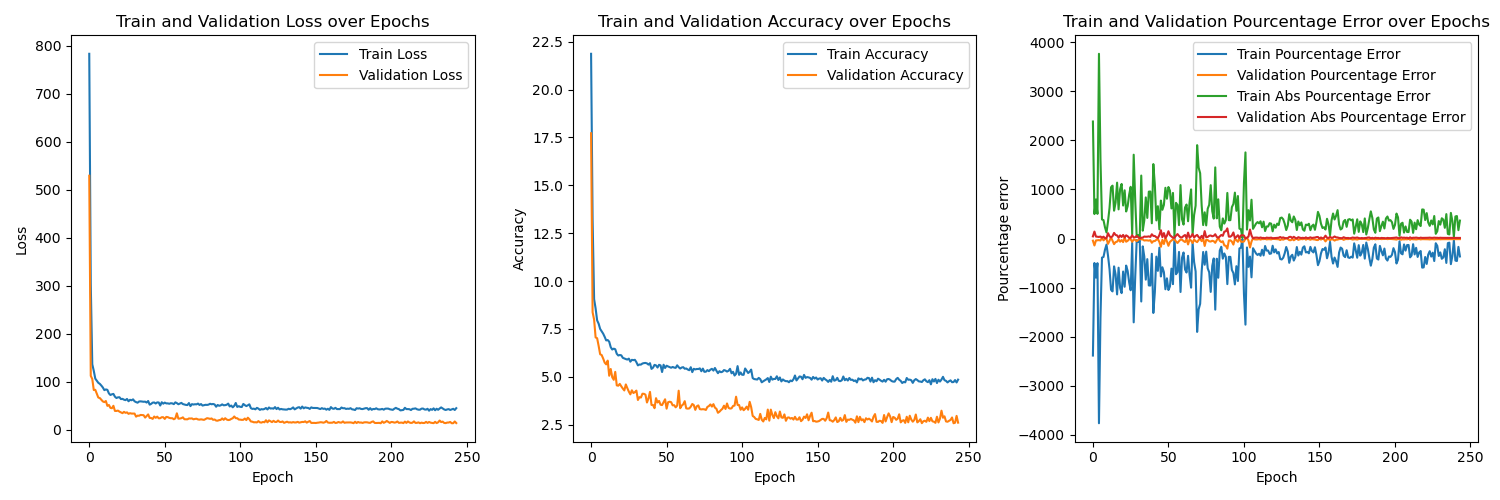 Train and Validation Loss over Epochs
800
700
600
500
400
300
200
100
0
Loss
0
50
100
150
200
250
Epoch
Train Loss
Validation Loss
Train and Validation Accuracy over Epochs
22.5
20.0
17.5
15.0
12.5
10.0
7.5
5.0
2.5
Accuracy
0
50
100
150
200
250
Epoch
Train Accuracy
Validation Accuracy
Train and Validation Pourcentage Error over Epochs
4000
3000
2000
1000
0
−1000
−2000
−3000
−4000
Pourcentage error
0
50
100
150
200
250
Epoch
Train Pourcentage Error
Validation Pourcentage Error
Train Abs Pourcentage Error
Validation Abs Pourcentage Error